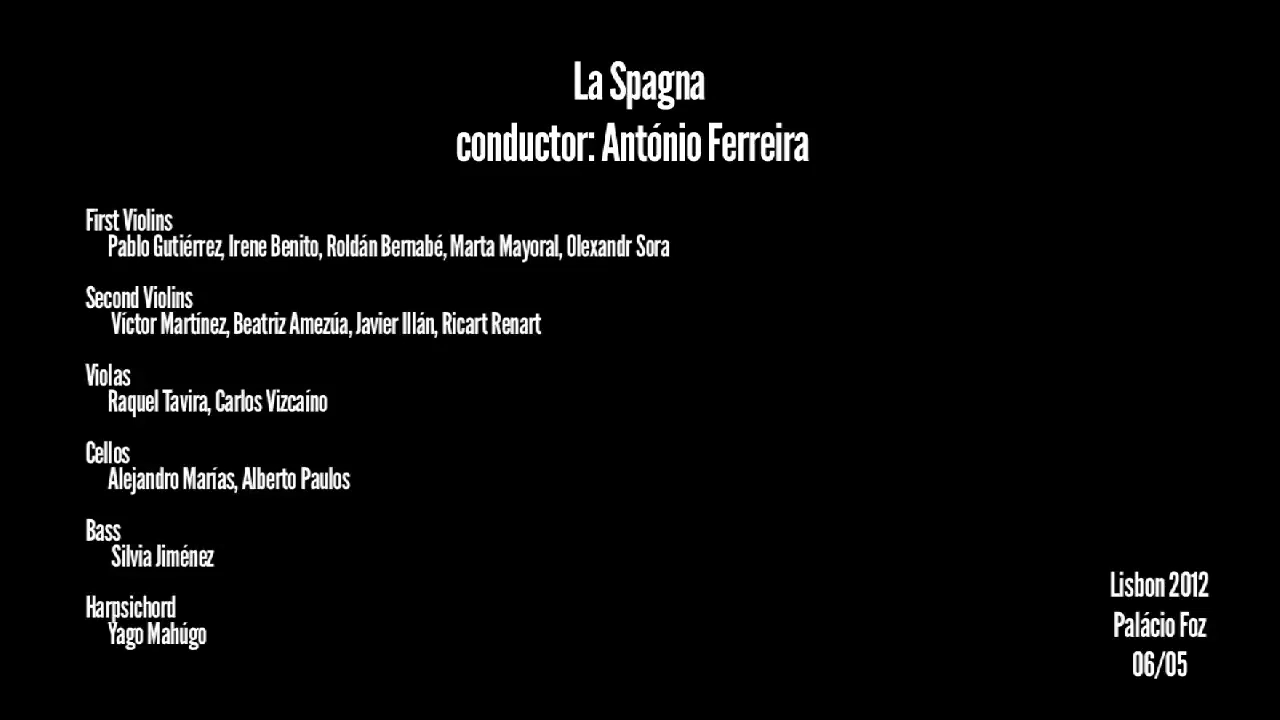 La Spagna
conductor: António Ferreira
First Violins
Pablo Gutiérrez, Irene Benito, Roldán Bernabé, Marta Mayoral, Olexandr Sora
Second Violins
Víctor Martínez, Beatriz Amezúa, Javier Illán, Ricart Renart
Violas
Raquel Tavira, Carlos Vizcaíno
Cellos
Alejandro Marías, Alberto Paulos
Bass
Silvia Jiménez
Harpsichord
Yago Mahúgo
Lisbon 2012
Palácio Foz
06/05